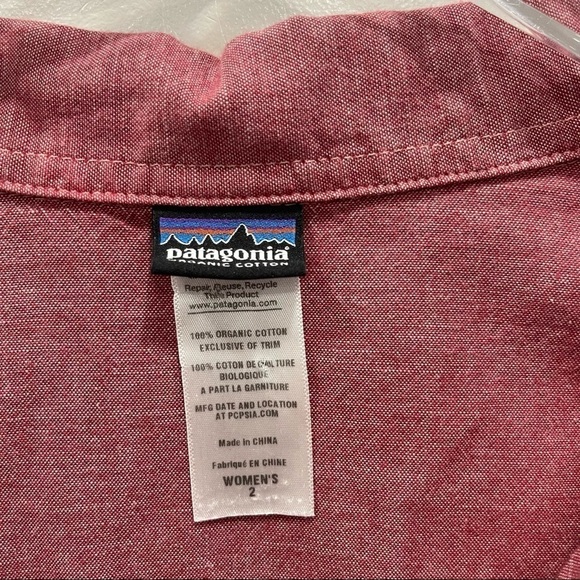 patagonia
ORGANIC COTTON
Repair, Reuse, Recycle
This Product
www.patagonia.com
100% ORGANIC COTTON
EXCLUSIVE OF TRIM
100% COTON DE CULTURE
BIOLOGIQUE
A PART LA GARNITURE
MFG DATE AND LOCATION
AT PCPSIA.COM
Made in CHINA
Fabriqué EN CHINE
WOMEN'S
2